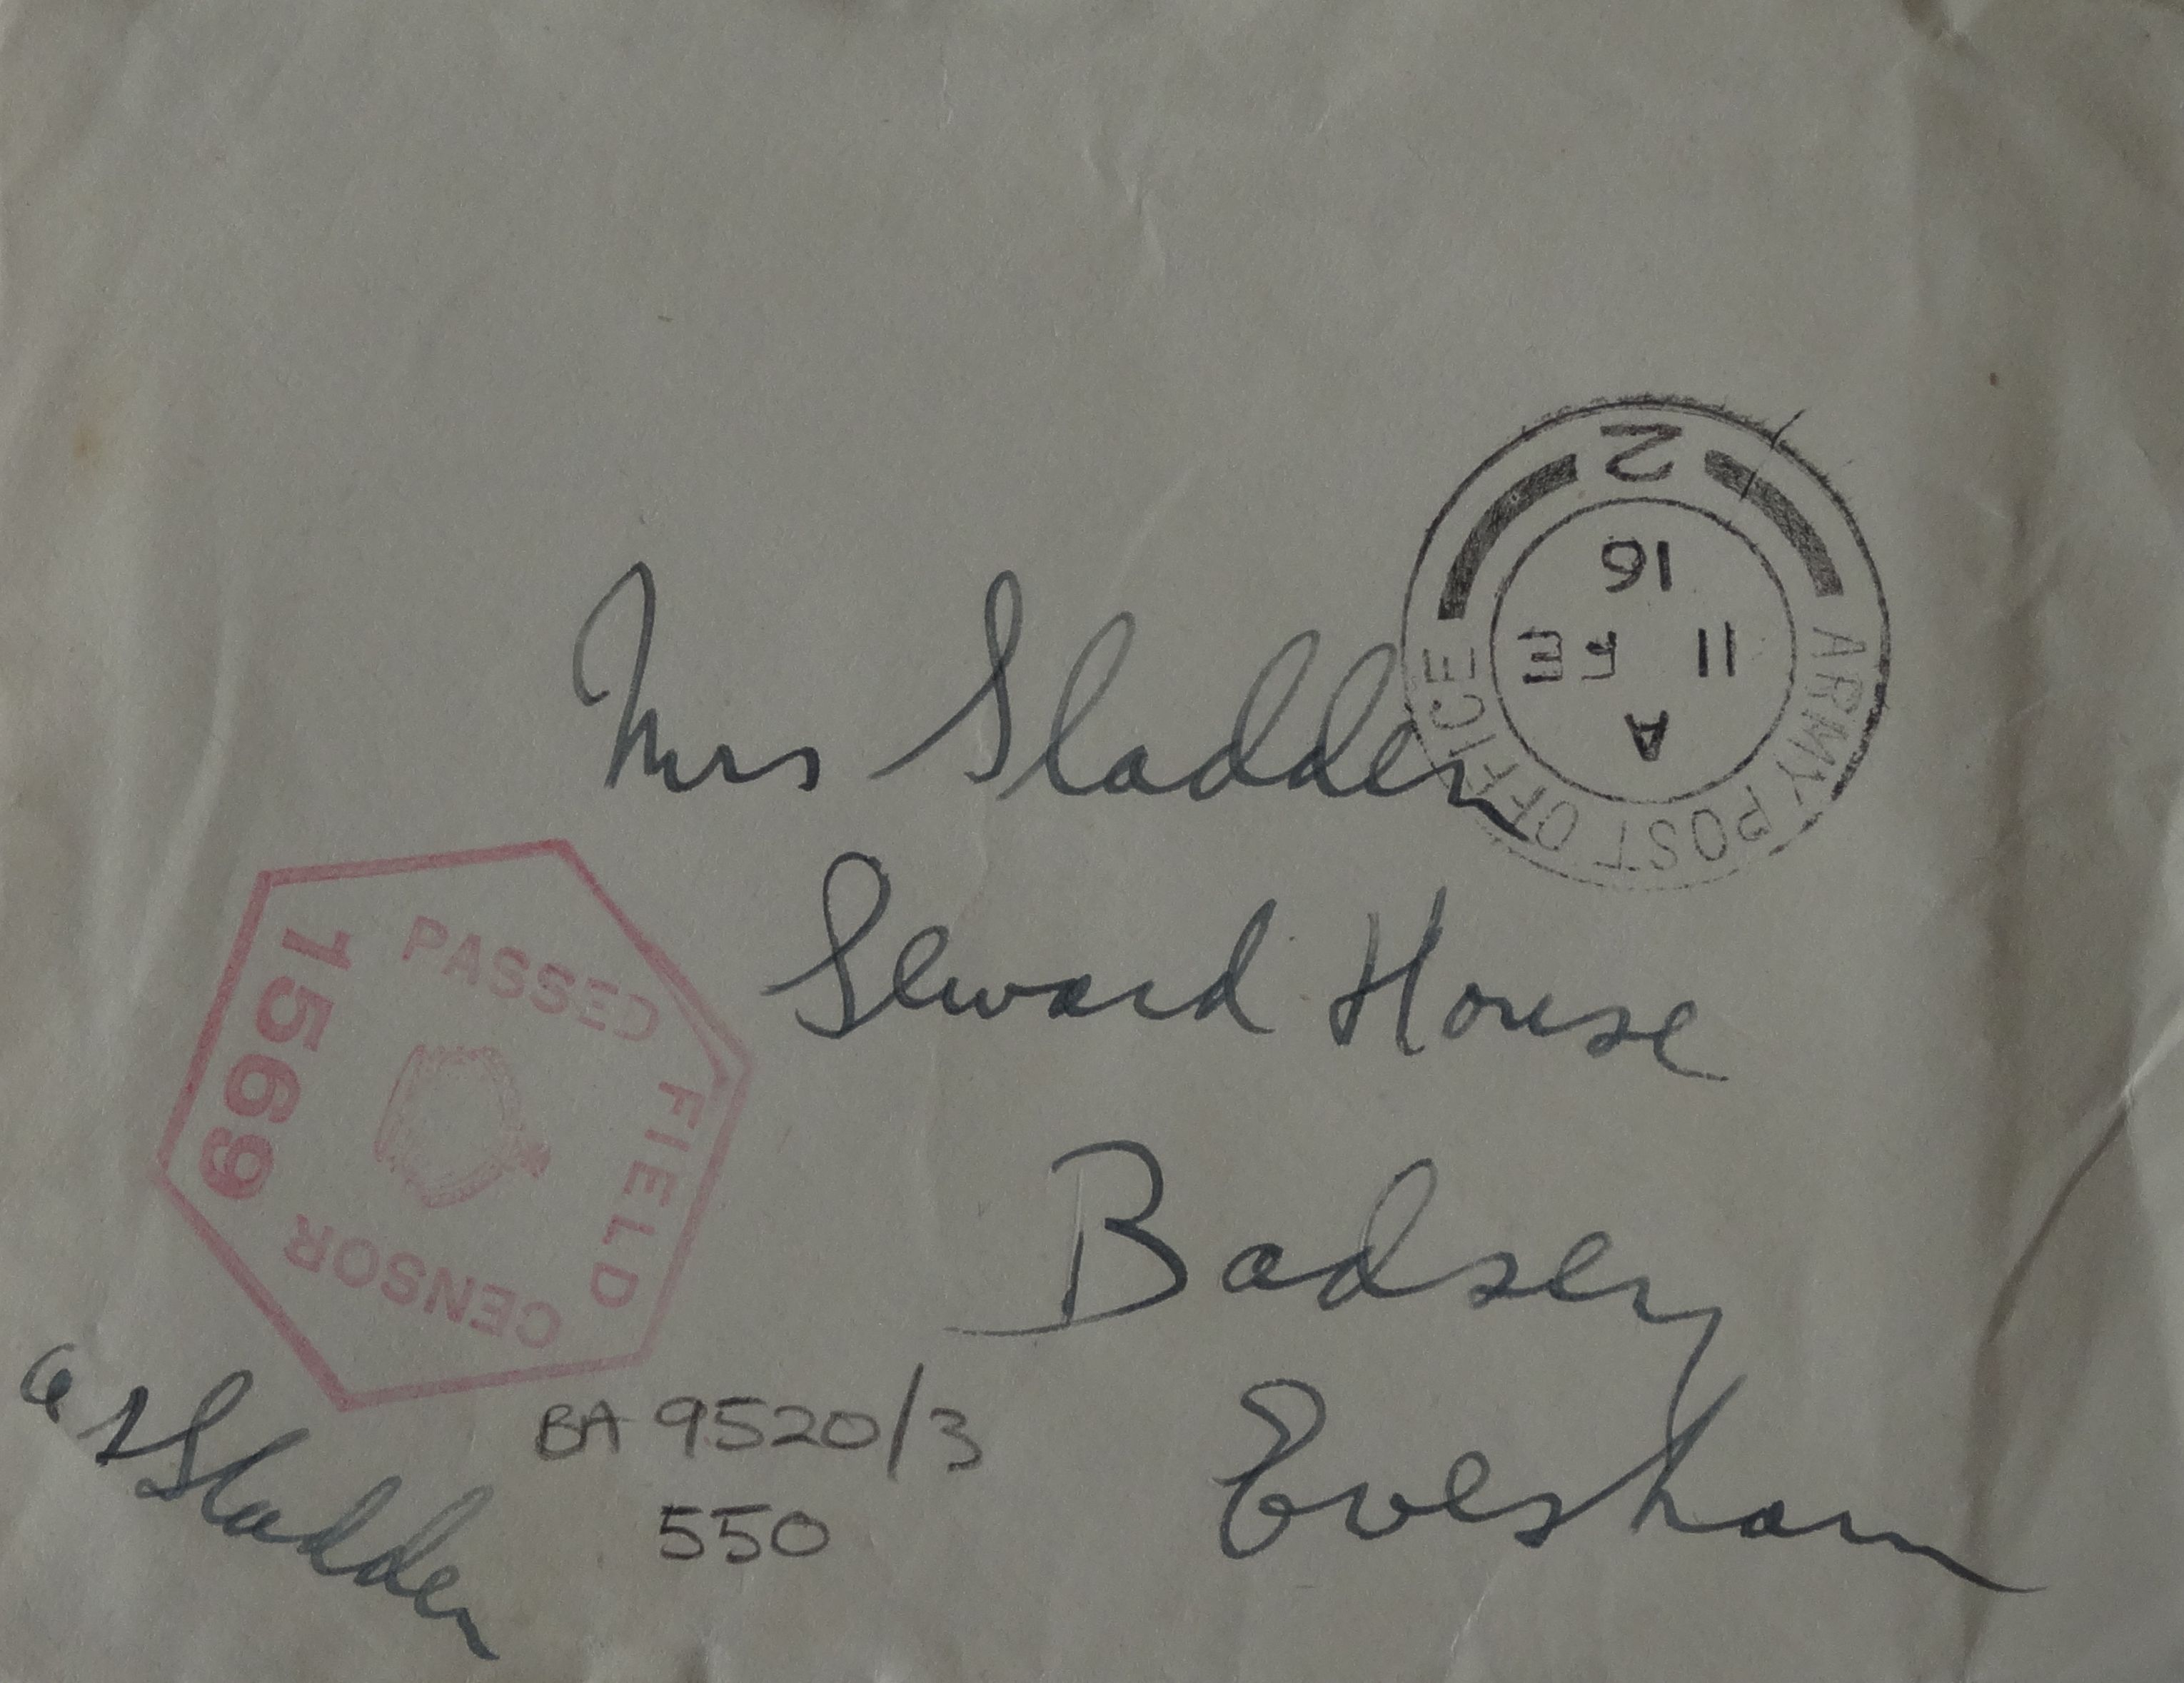 ARMY POST OFFICE
A
11 FE
16
2
Mrs Sladden
Seward House
Badsey
Evesham
PASSED
FIELD
CENSOR
1569
Sladden
BA 9520/3
550